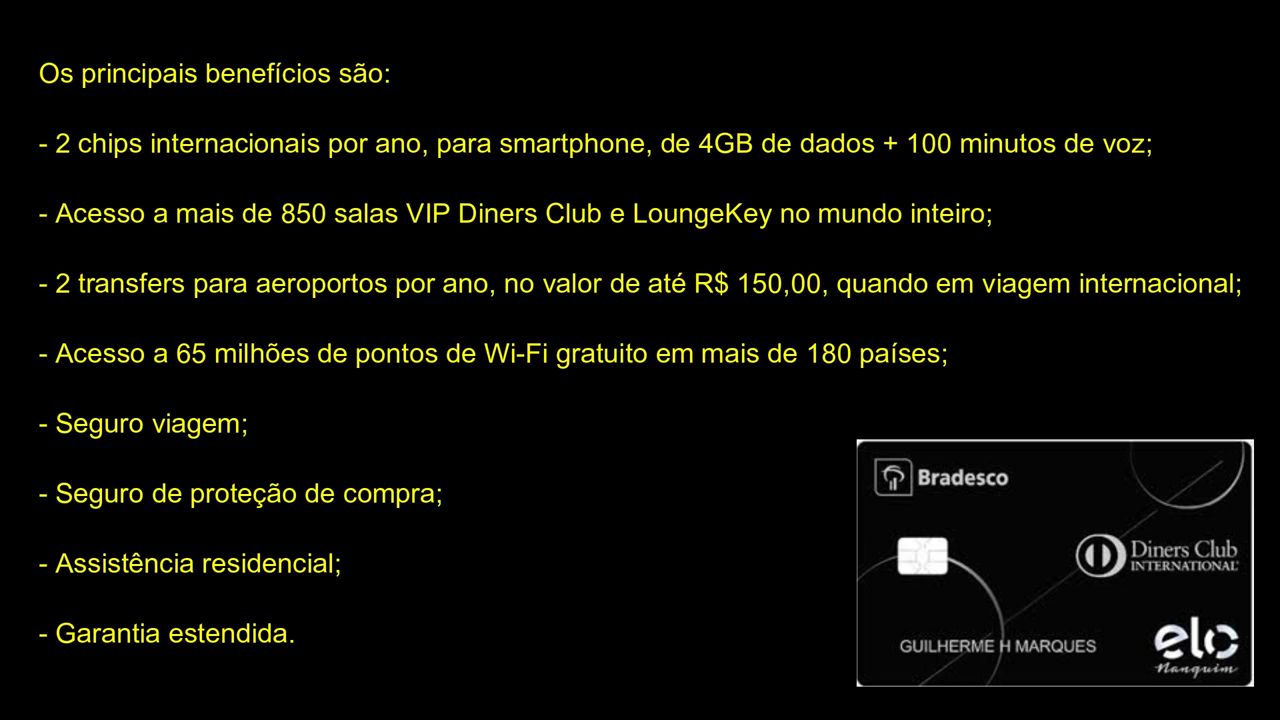 Os principais benefícios são:
- 2 chips internacionais por ano, para smartphone, de 4GB de dados + 100 minutos de voz;
- Acesso a mais de 850 salas VIP Diners Club e LoungeKey no mundo inteiro;
- 2 transfers para aeroportos por ano, no valor de até R$ 150,00, quando em viagem internacional;
- Acesso a 65 milhões de pontos de Wi-Fi gratuito em mais de 180 países;
- Seguro viagem;
- Seguro de proteção de compra;
- Assistência residencial;
- Garantia estendida.
Bradesco
Diners Club
INTERNATIONAL
GUILHERME H MARQUES
elo
Nanquim